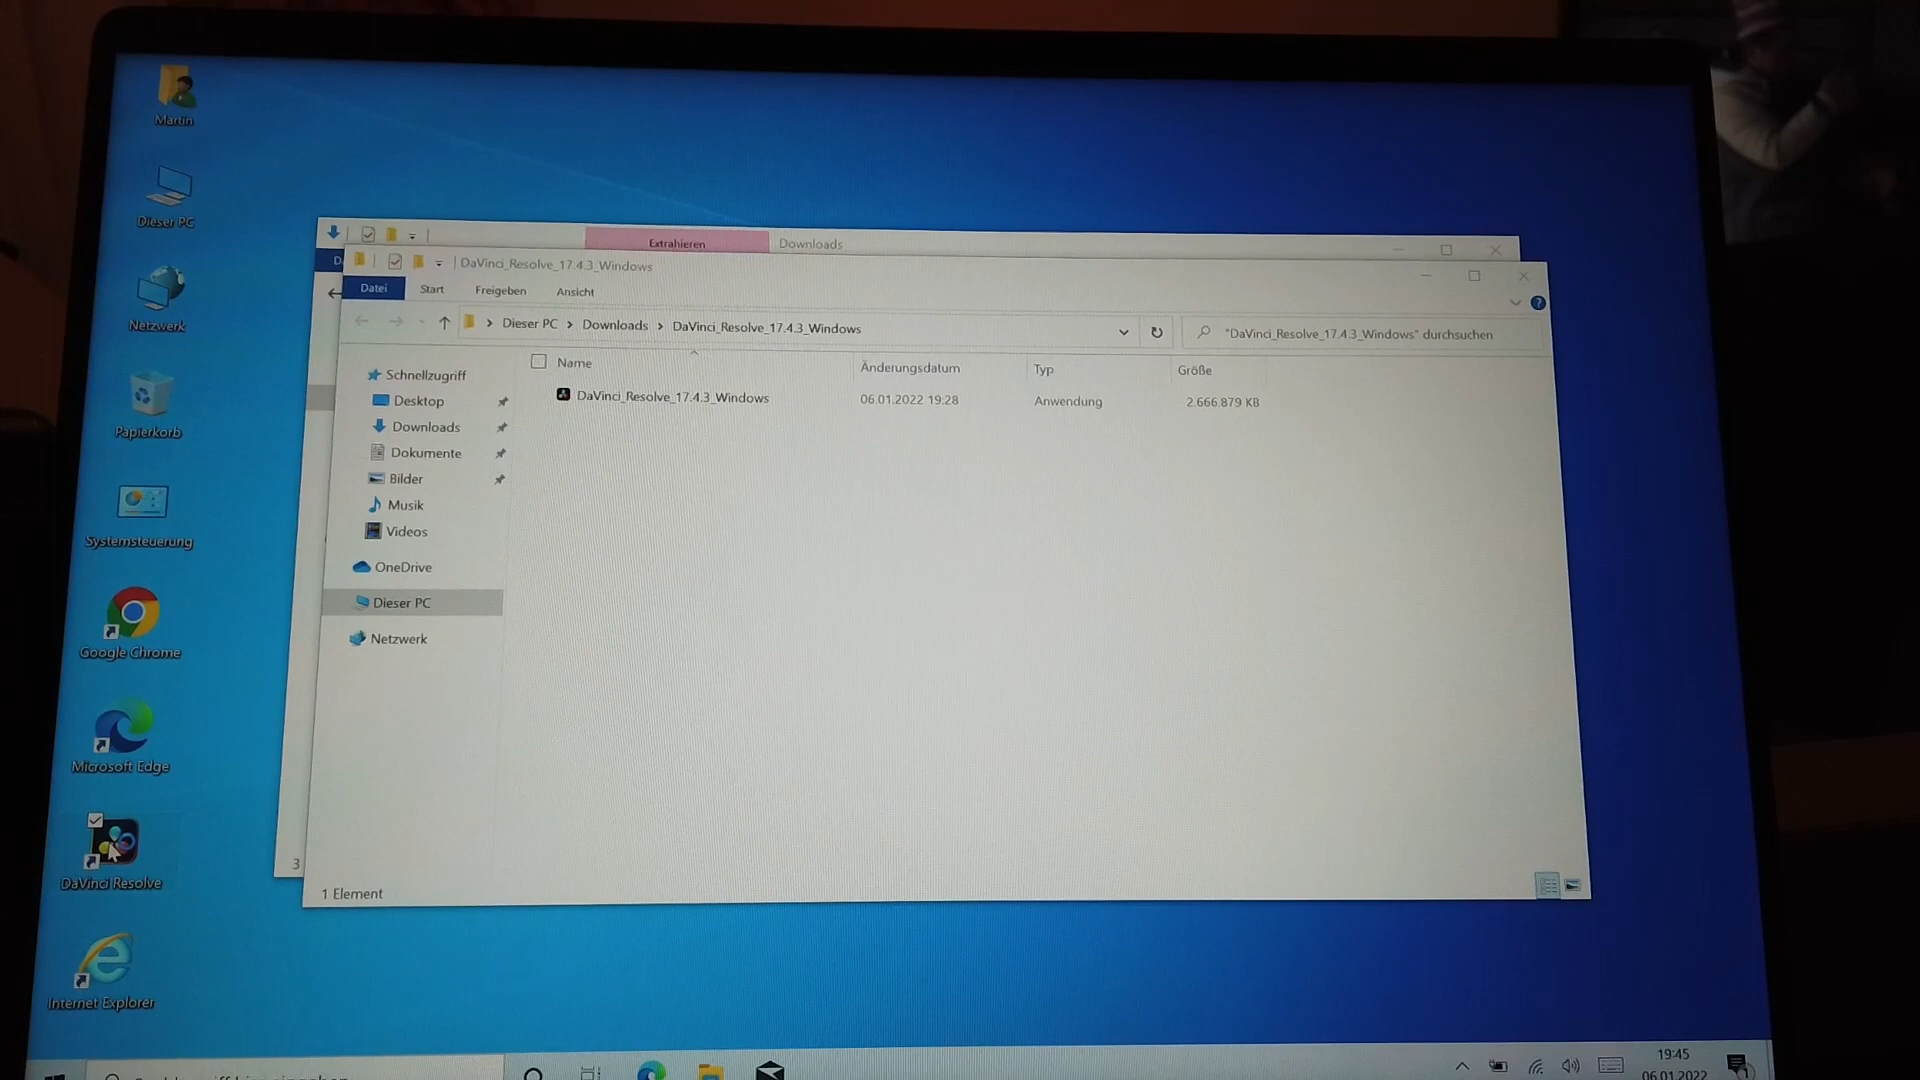 Martin
Dieser PC
Netzwerk
Papierkorb
Systemsteuerung
Google Chrome
Microsoft Edge
DaVinci Resolve
Internet Explorer
Extrahieren
Downloads
DaVinci_Resolve_17.4.3_Windows
Datei
Start
Freigeben
Ansicht
Dieser PC > Downloads > DaVinci_Resolve_17.4.3_Windows
"DaVinci_Resolve_17.4.3_Windows" durchsuchen
Name
Änderungsdatum
Typ
Größe
DaVinci_Resolve_17.4.3_Windows
06.01.2022 19:28
Anwendung
2.666.879 KB
Schnellzugriff
Desktop
Downloads
Dokumente
Bilder
Musik
Videos
OneDrive
Dieser PC
Netzwerk
3
1 Element
19:45
06.01.2022
1